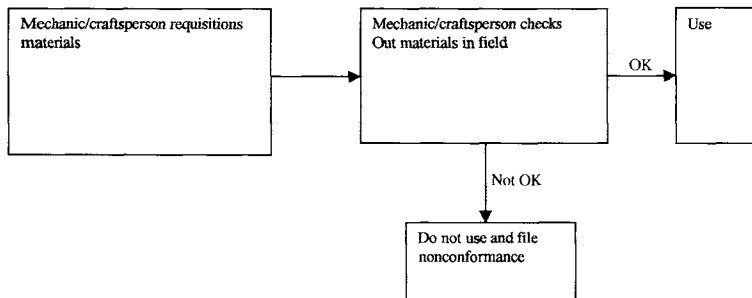 Mechanic/craftsperson requisitions
materials
Mechanic/craftsperson checks
Out materials in field
OK
Use
Not OK
Do not use and file
nonconformance